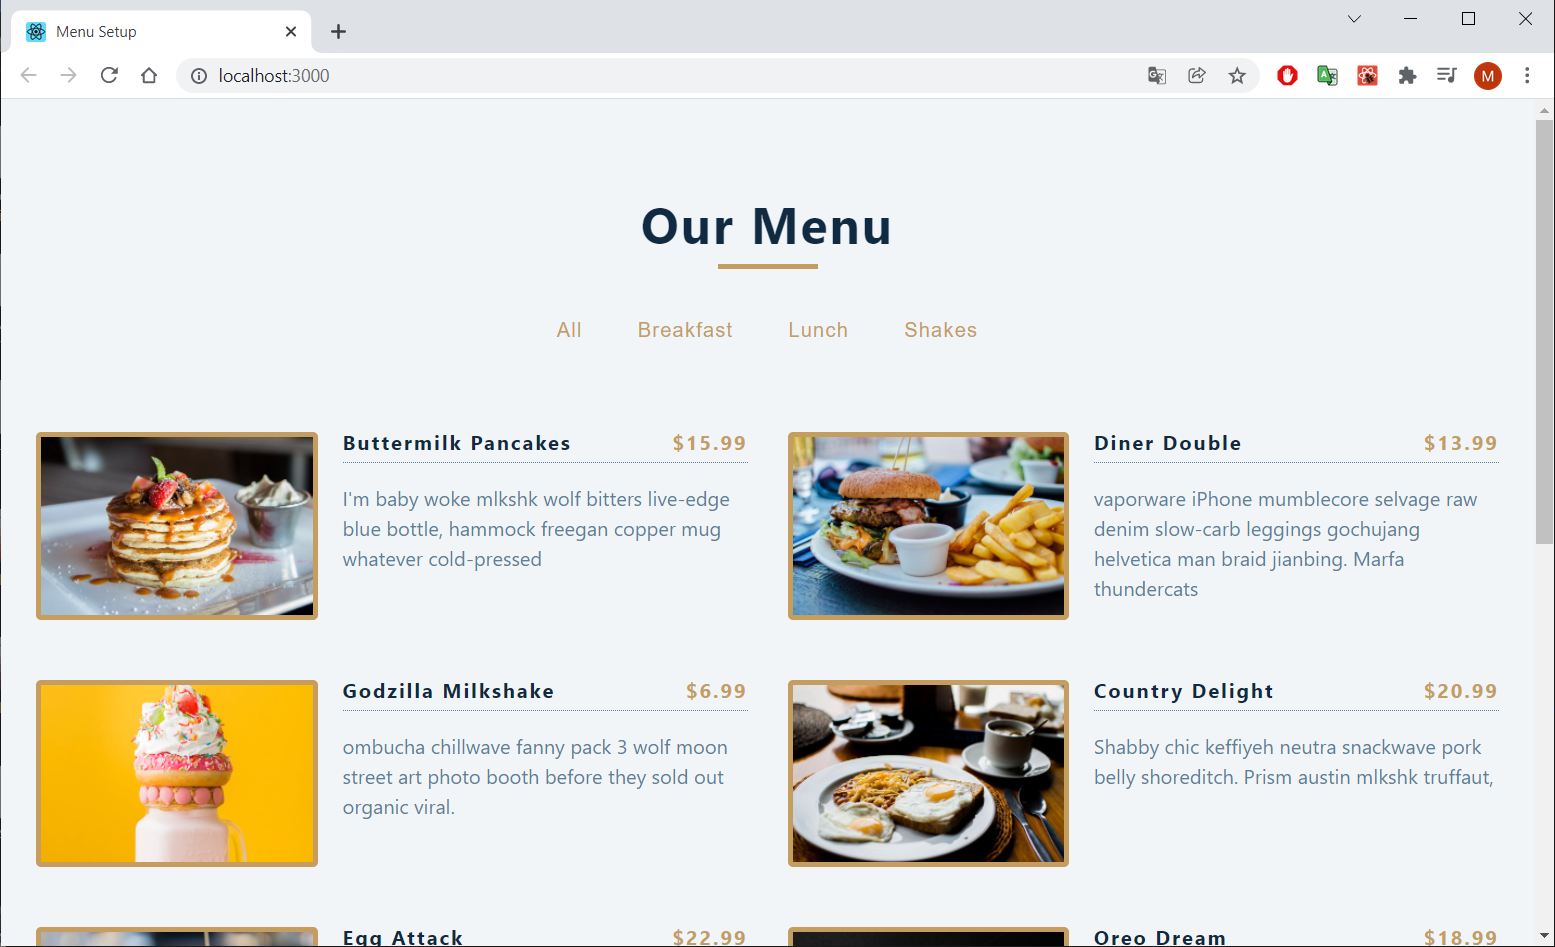 Menu Setup
localhost:3000
M
Our Menu
All Breakfast Lunch Shakes
Buttermilk Pancakes $15.99
I'm baby woke mlkshk wolf bitters live-edge
blue bottle, hammock freegan copper mug
whatever cold-pressed
Diner Double $13.99
vaporware iPhone mumblecore selvage raw
denim slow-carb leggings gochujang
helvetica man braid jianbing. Marfa
thundercats
Godzilla Milkshake $6.99
ombucha chillwave fanny pack 3 wolf moon
street art photo booth before they sold out
organic viral.
Country Delight $20.99
Shabby chic keffiyeh neutra snackwave pork
belly shoreditch. Prism austin mlkshk truffaut,
Egg Attack $22.99
Oreo Dream $18.99